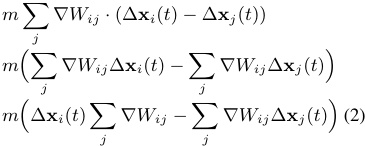 $m \sum_j \nabla W_{ij} \cdot (\Delta \mathbf{x}_i(t) - \Delta \mathbf{x}_j(t))$
$m \Big( \sum_j \nabla W_{ij} \Delta \mathbf{x}_i(t) - \sum_j \nabla W_{ij} \Delta \mathbf{x}_j(t) \Big)$
$m \Big( \Delta \mathbf{x}_i(t) \sum_j \nabla W_{ij} - \sum_j \nabla W_{ij} \Delta \mathbf{x}_j(t) \Big)$ (2)